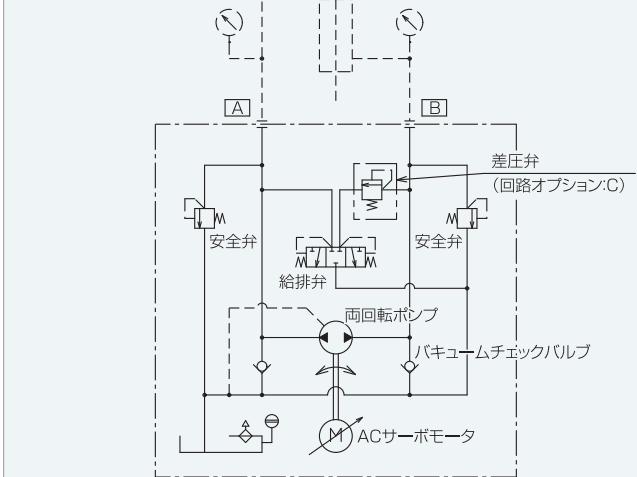 A
B
差圧弁
(回路オプション:C)
安全弁
安全弁
給排弁
両回転ポンプ
バキュームチェックバルブ
M
ACサーボモータ